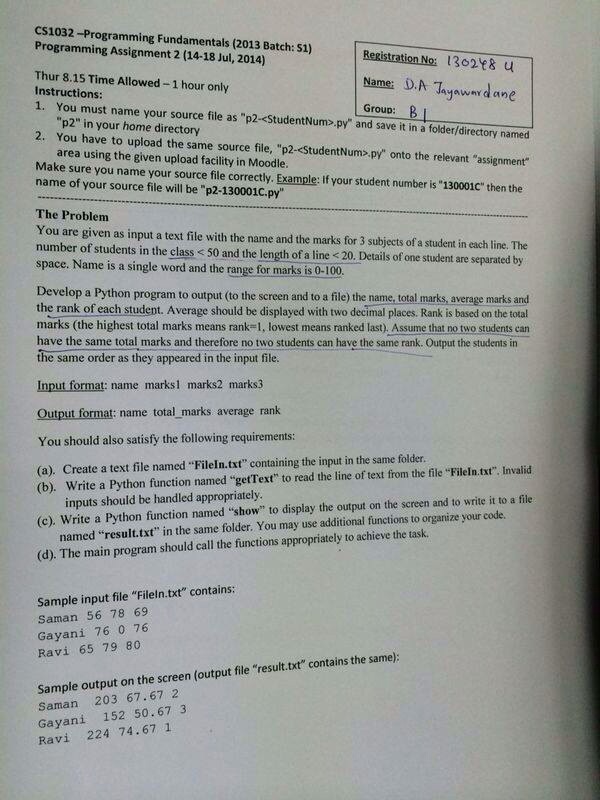 CS1032 –Programming Fundamentals (2013 Batch: S1)
Programming Assignment 2 (14-18 Jul, 2014)
Registration No: 130248 U
Name: D.A Jayawardane
Group: B1
Thur 8.15 Time Allowed – 1 hour only
Instructions:
1. You must name your source file as "p2-<StudentNum>.py" and save it in a folder/directory named
"p2" in your home directory
2. You have to upload the same source file, "p2-<StudentNum>.py" onto the relevant "assignment"
area using the given upload facility in Moodle.
Make sure you name your source file correctly. Example: If your student number is "130001C" then the
name of your source file will be "p2-130001C.py"
The Problem
You are given as input a text file with the name and the marks for 3 subjects of a student in each line. The
number of students in the class < 50 and the length of a line < 20. Details of one student are separated by
space. Name is a single word and the range for marks is 0-100.
Develop a Python program to output (to the screen and to a file) the name, total marks, average marks and
the rank of each student. Average should be displayed with two decimal places. Rank is based on the total
marks (the highest total marks means rank=1, lowest means ranked last). Assume that no two students can
have the same total marks and therefore no two students can have the same rank. Output the students in
the same order as they appeared in the input file.
Input format: name marks1 marks2 marks3
Output format: name total_marks average rank
You should also satisfy the following requirements:
(a). Create a text file named "FileIn.txt" containing the input in the same folder.
(b). Write a Python function named "getText" to read the line of text from the file "FileIn.txt". Invalid
inputs should be handled appropriately.
(c). Write a Python function named "show" to display the output on the screen and to write it to a file
named "result.txt" in the same folder. You may use additional functions to organize your code.
(d). The main program should call the functions appropriately to achieve the task.
Sample input file "FileIn.txt" contains:
Saman 56 78 69
Gayani 76 0 76
Ravi 65 79 80
Sample output on the screen (output file "result.txt" contains the same):
Saman 203 67.67 2
Gayani 152 50.67 3
Ravi 224 74.67 1